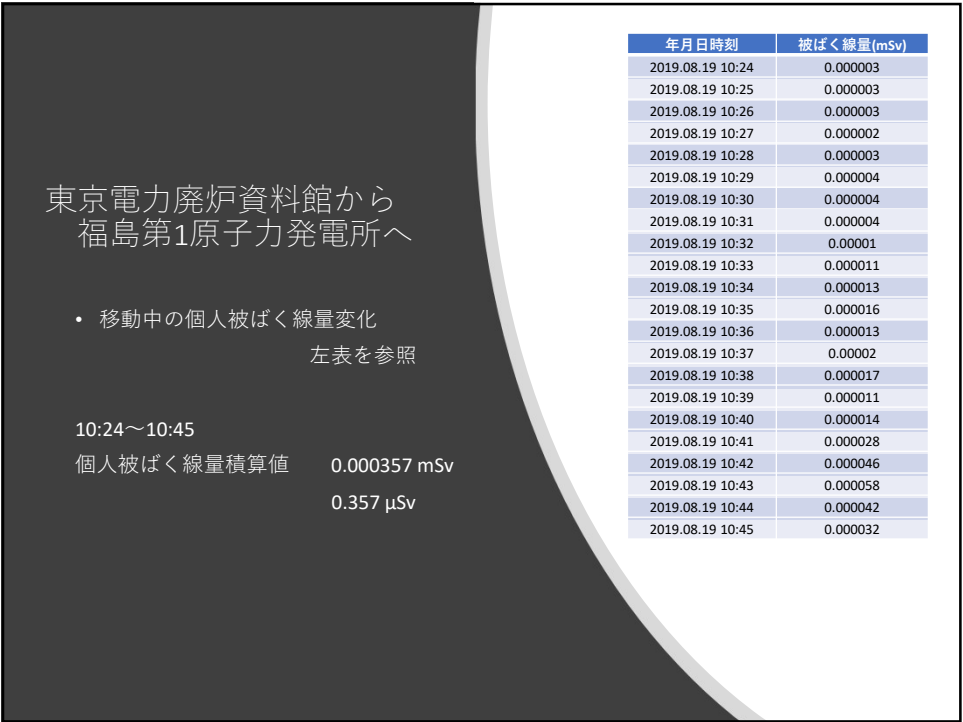 東京電力廃炉資料館から
福島第1原子力発電所へ
• 移動中の個人被ばく線量変化
左表を参照
10:24～10:45
個人被ばく線量積算値 0.000357 mSv
0.357 μSv
年月日時刻 被ばく線量(mSv)
2019.08.19 10:24 0.000003
2019.08.19 10:25 0.000003
2019.08.19 10:26 0.000003
2019.08.19 10:27 0.000002
2019.08.19 10:28 0.000003
2019.08.19 10:29 0.000004
2019.08.19 10:30 0.000004
2019.08.19 10:31 0.000004
2019.08.19 10:32 0.00001
2019.08.19 10:33 0.000011
2019.08.19 10:34 0.000013
2019.08.19 10:35 0.000016
2019.08.19 10:36 0.000013
2019.08.19 10:37 0.00002
2019.08.19 10:38 0.000017
2019.08.19 10:39 0.000011
2019.08.19 10:40 0.000014
2019.08.19 10:41 0.000028
2019.08.19 10:42 0.000046
2019.08.19 10:43 0.000058
2019.08.19 10:44 0.000042
2019.08.19 10:45 0.000032